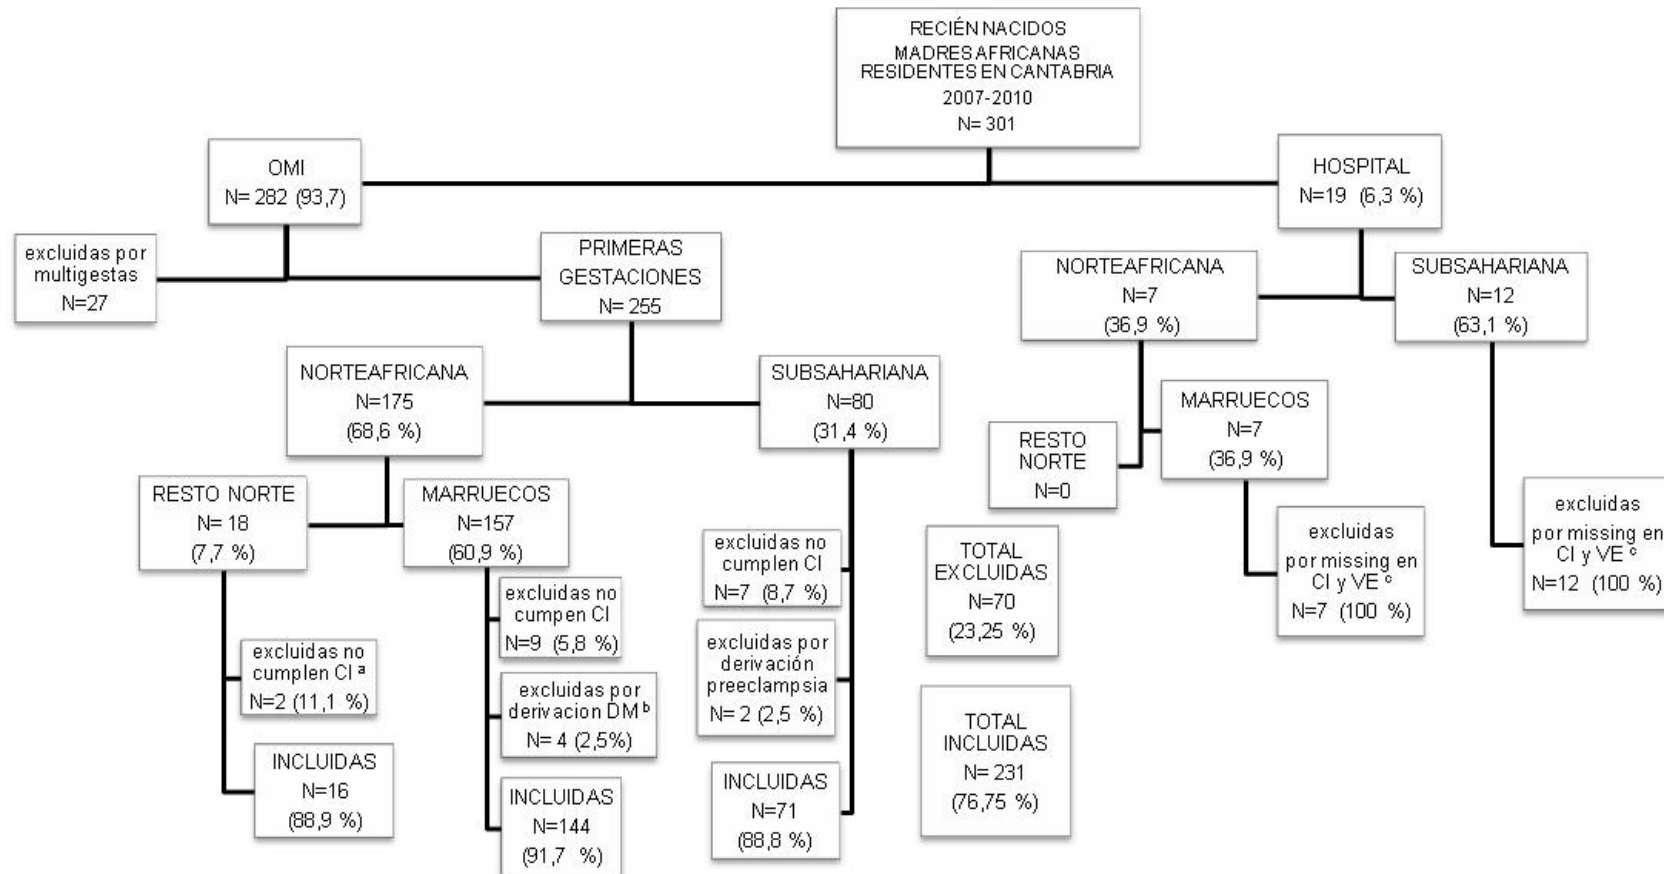 RECIÉN NACIDOS
MADRES AFRICANAS
RESIDENTES EN CANTABRIA
2007-2010
N= 301
OMI
N= 282 (93,7)
HOSPITAL
N=19 (6,3 %)
excluidas por
multigestas
N=27
PRIMERAS
GESTACIONES
N= 255
NORTEAFRICANA
N=7
(36,9 %)
SUBSAHARIANA
N=12
(63,1 %)
NORTEAFRICANA
N=175
(68,6 %)
SUBSAHARIANA
N=80
(31,4 %)
RESTO
NORTE
N=0
MARRUECOS
N=7
(36,9 %)
RESTO NORTE
N= 18
(7,7 %)
MARRUECOS
N=157
(60,9 %)
excluidas no
cumplen CI
N=7 (8,7 %)
TOTAL
EXCLUIDAS
N=70
(23,25 %)
excluidas
por missing en
CI y VE c
N=7 (100 %)
excluidas
por missing en
CI y VE c
N=12 (100 %)
excluidas no
cumplen CI a
N=2 (11,1 %)
excluidas no
cumpen CI
N=9 (5,8 %)
excluidas por
derivacion DM b
N= 4 (2,5%)
excluidas por
derivación
preeclampsia
N= 2 (2,5 %)
TOTAL
INCLUIDAS
N= 231
(76,75 %)
INCLUIDAS
N=16
(88,9 %)
INCLUIDAS
N=144
(91,7 %)
INCLUIDAS
N=71
(88,8 %)